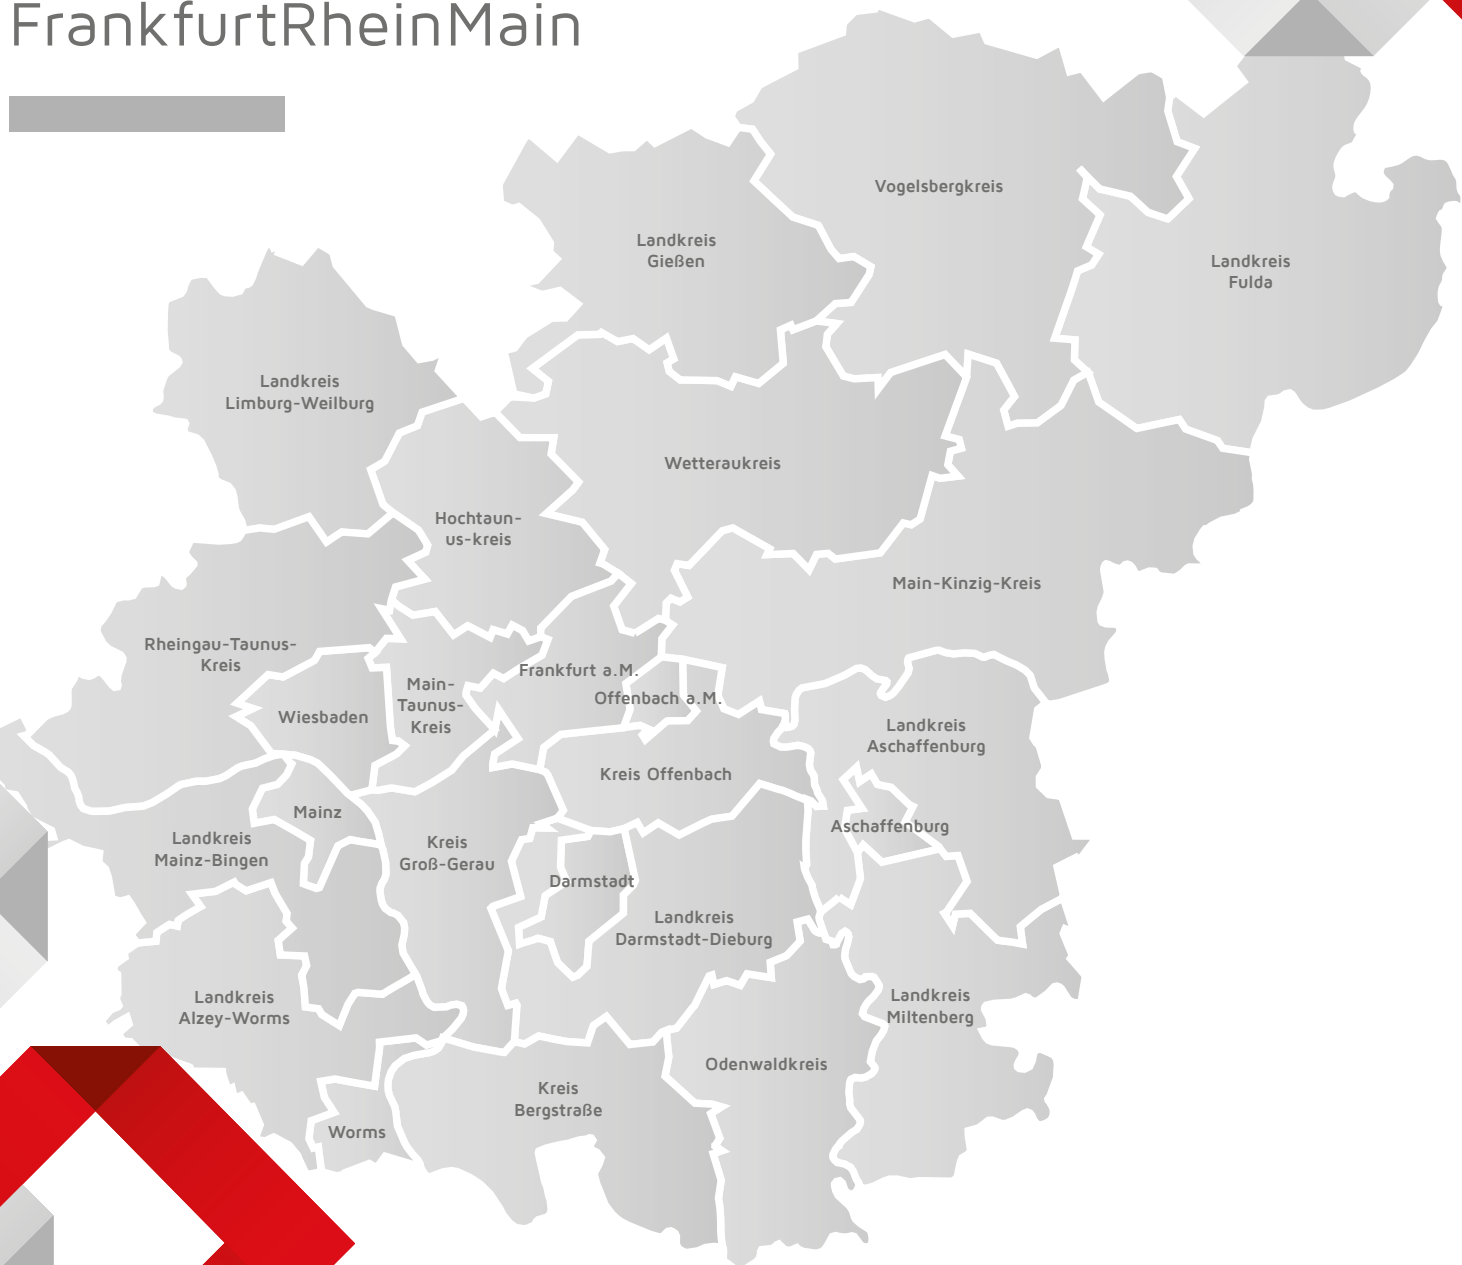 FrankfurtRheinMain
Vogelsbergkreis
Landkreis
Gießen
Landkreis
Fulda
Landkreis
Limburg-Weilburg
Wetteraukreis
Hochtaun-
us-kreis
Main-Kinzig-Kreis
Rheingau-Taunus-
Kreis
Frankfurt a.M.
Offenbach a.M.
Main-
Taunus-
Kreis
Wiesbaden
Landkreis
Aschaffenburg
Kreis Offenbach
Mainz
Aschaffenburg
Landkreis
Mainz-Bingen
Kreis
Groß-Gerau
Darmstadt
Landkreis
Darmstadt-Dieburg
Landkreis
Alzey-Worms
Landkreis
Miltenberg
Odenwaldkreis
Kreis
Bergstraße
Worms